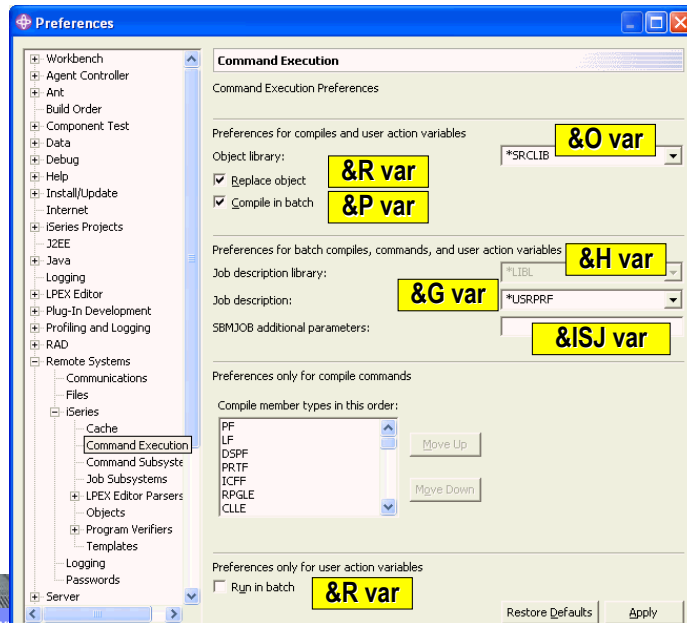 Preferences
Workbench
Agent Controller
Ant
Build Order
Component Test
Data
Debug
Help
Install/Update
Internet
iSeries Projects
J2EE
Java
Logging
LPEX Editor
Plug-In Development
Profiling and Logging
RAD
Remote Systems
Communications
Files
iSeries
Cache
Command Execution
Command Subsyste
Job Subsystems
LPEX Editor Parsers
Objects
Program Verifiers
Templates
Logging
Passwords
Server
Command Execution
Command Execution Preferences
Preferences for compiles and user action variables
&O var
Object library:
*SRCLIB
Replace object
&R var
Compile in batch
&P var
Preferences for batch compiles, commands, and user action variables
&H var
Job description library:
*LIBL
&G var
Job description:
*USRPRF
SBMJOB additional parameters:
&ISJ var
Preferences only for compile commands
Compile member types in this order:
PF
LF
DSPF
PRTF
ICFF
RPGLE
CLLE
Move Up
Move Down
Preferences only for user action variables
Run in batch
&R var
Restore Defaults
Apply